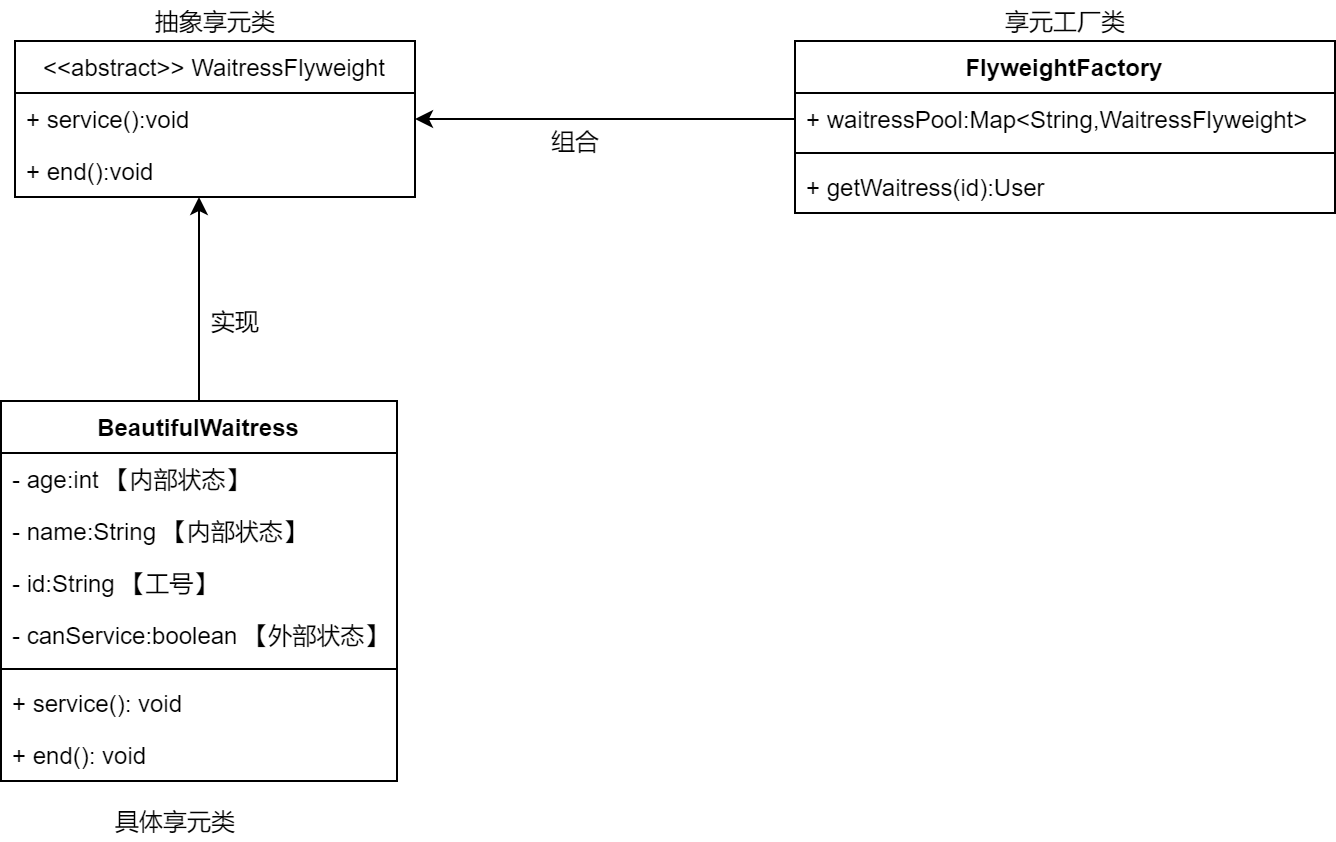 抽象享元类
<<abstract>> WaitressFlyweight
+ service():void
+ end():void
享元工厂类
FlyweightFactory
+ waitressPool:Map<String,WaitressFlyweight>
+ getWaitress(id):User
组合
实现
BeautifulWaitress
- age:int 【内部状态】
- name:String 【内部状态】
- id:String 【工号】
- canService:boolean 【外部状态】
+ service(): void
+ end(): void
具体享元类